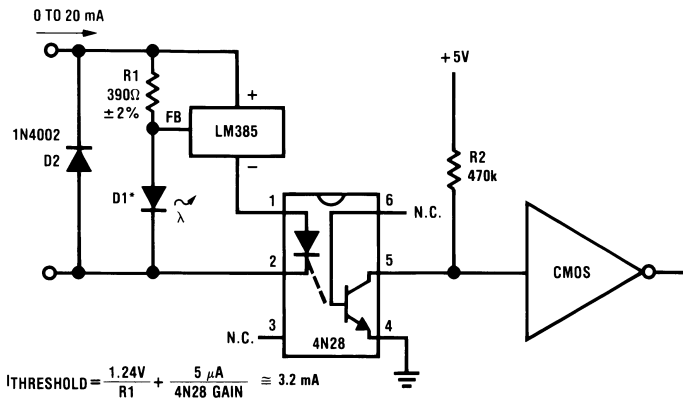 0 TO 20 mA
+5V
R1
390Ω
±2%
FB
+
LM385
−
1N4002
D2
R2
470k
D1*
λ
1
6
N.C.
2
5
CMOS
3
N.C.
4
4N28
ITHRESHOLD = 1.24V / R1 + 5 μA / 4N28 GAIN ≅ 3.2 mA